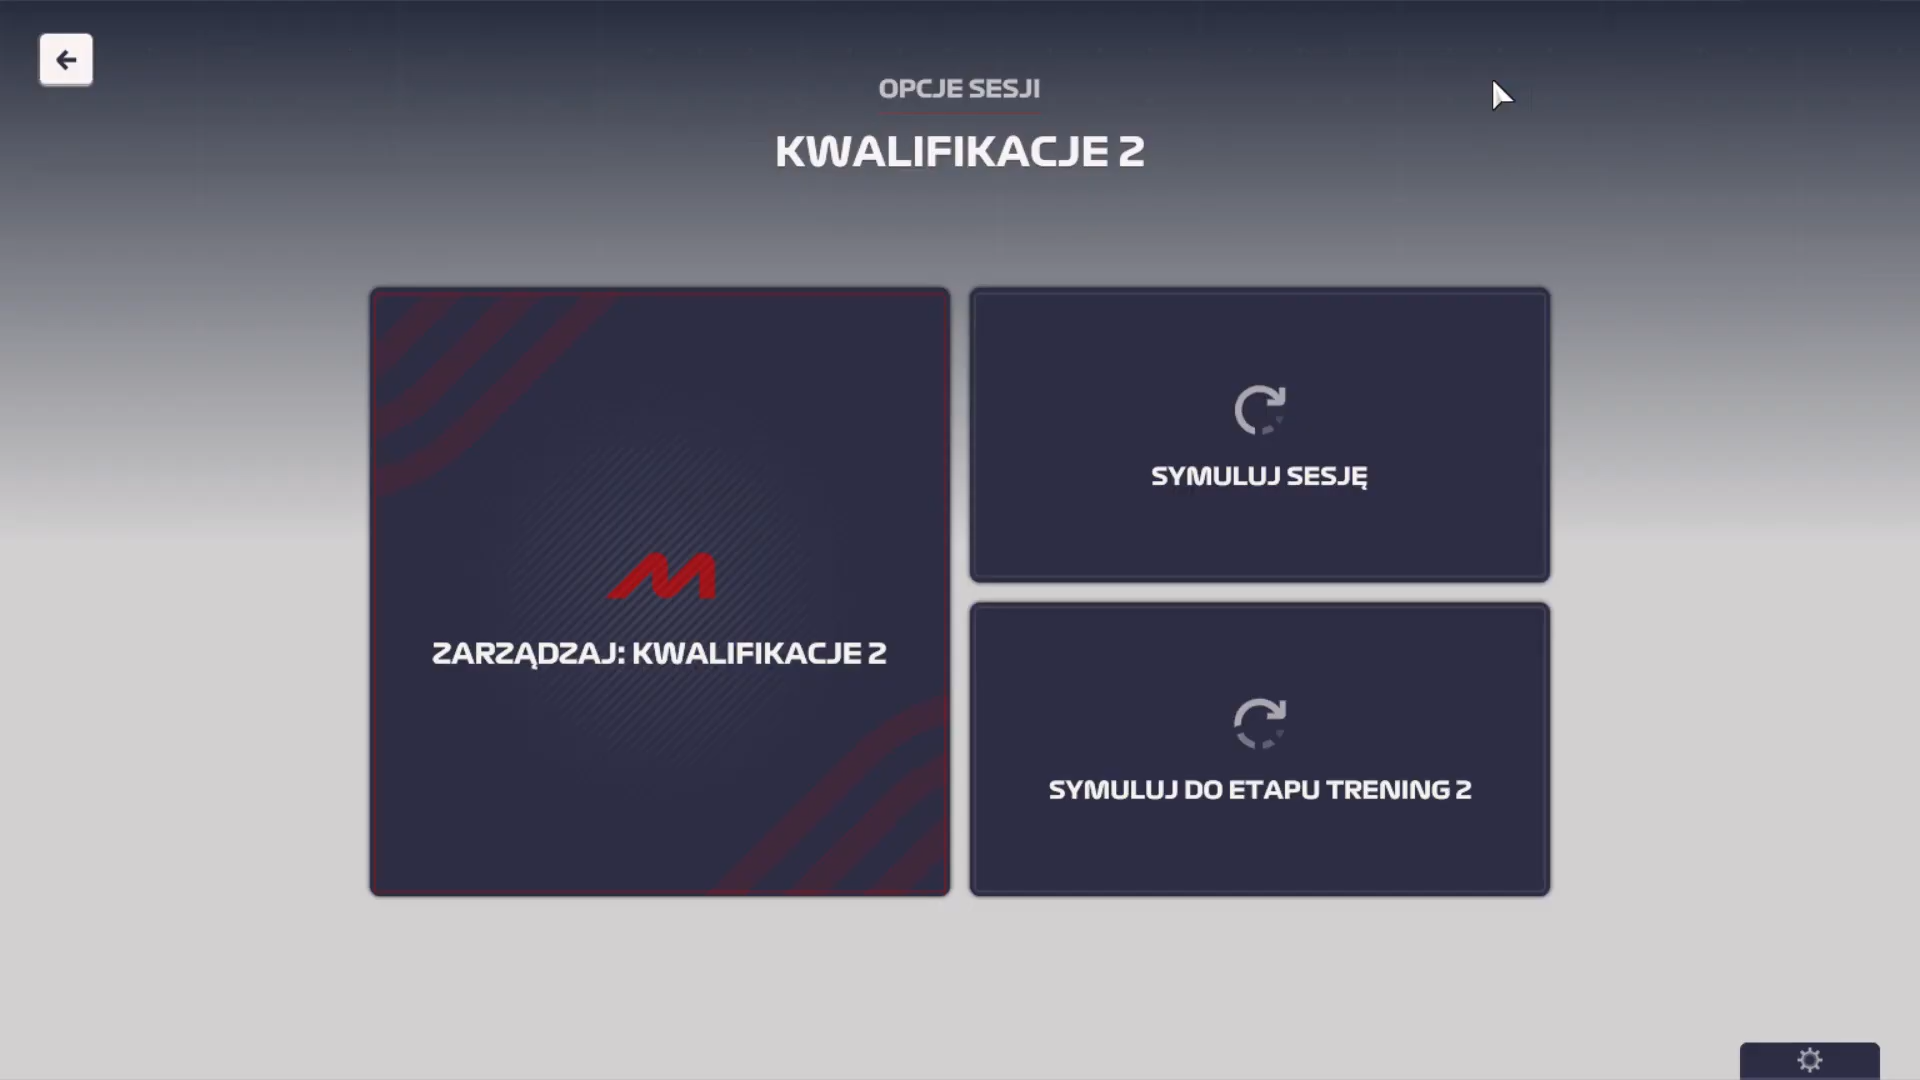 OPCJE SESJI
KWALIFIKACJE 2
ZARZĄDZAJ: KWALIFIKACJE 2
SYMULUJ SESJĘ
SYMULUJ DO ETAPU TRENING 2